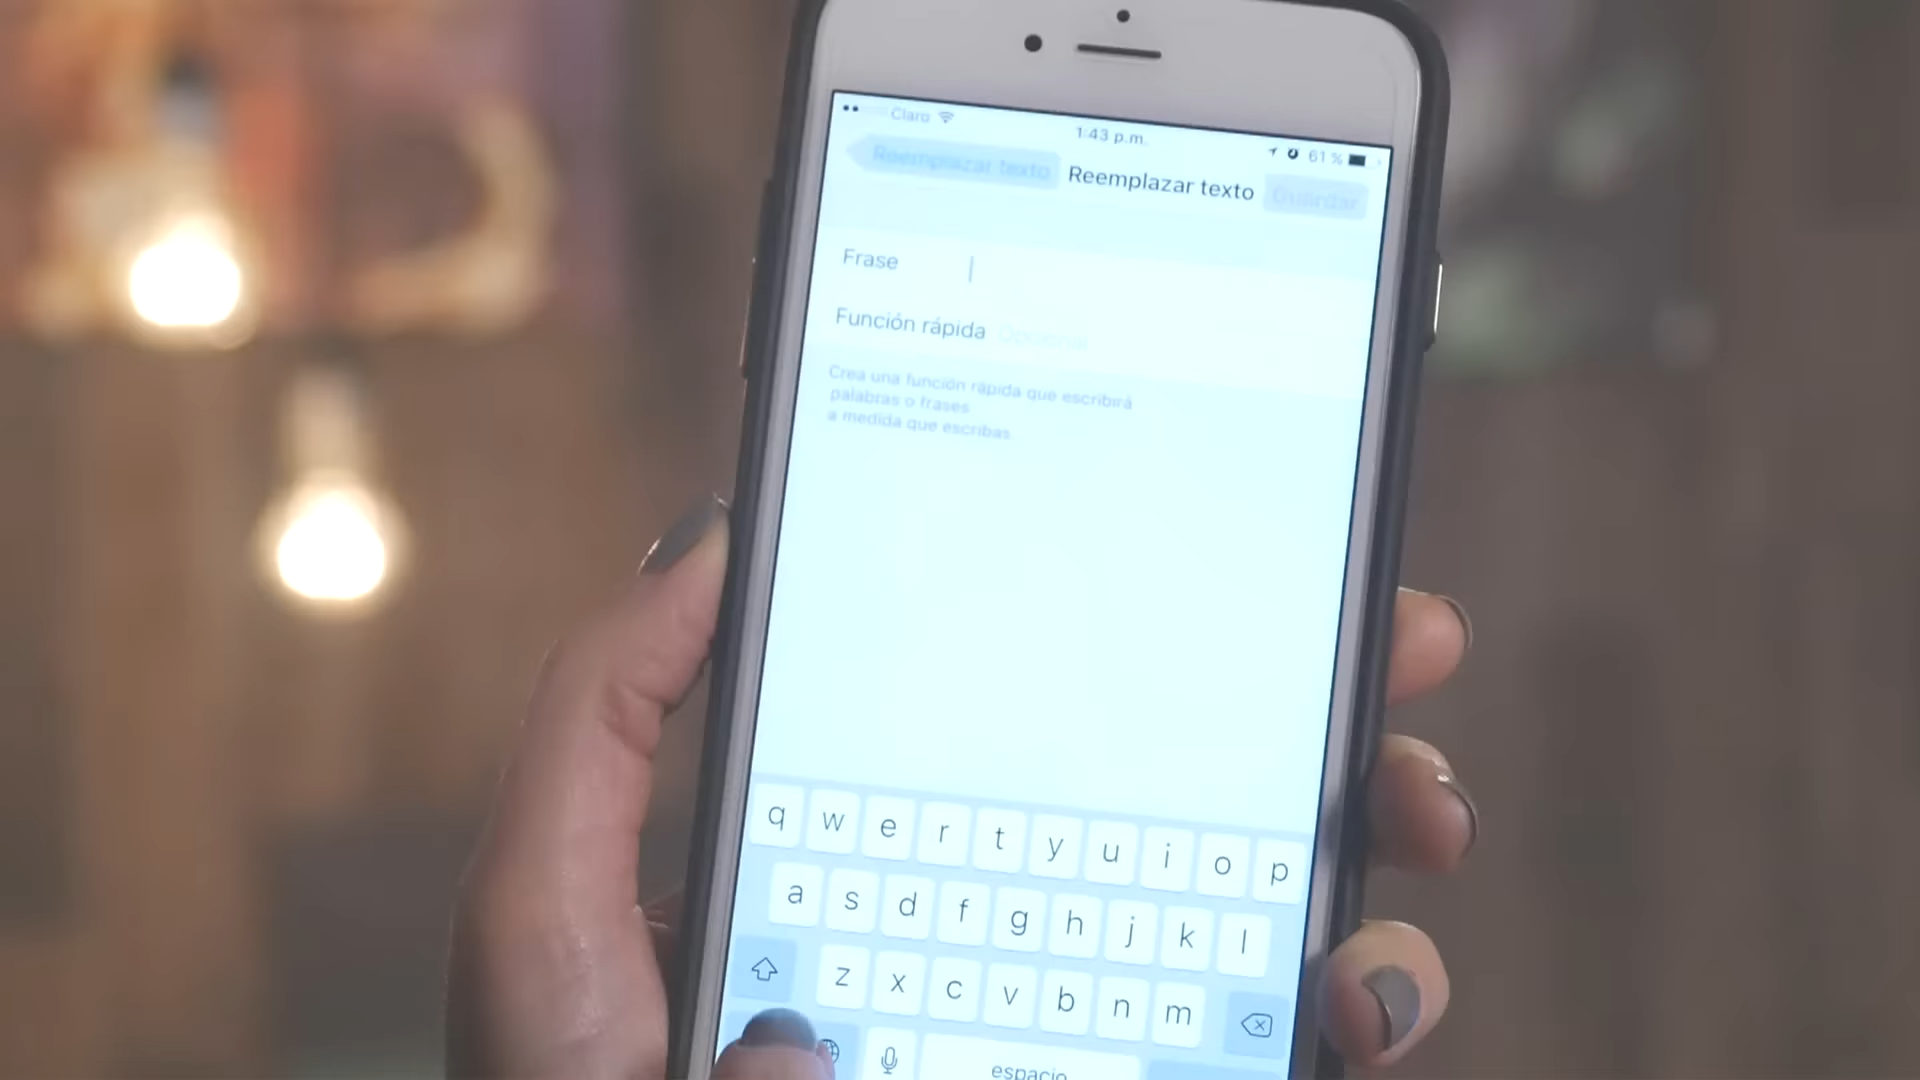 Claro
1:43 p.m.
61 %
Reemplazar texto
Reemplazar texto
Guardar
Frase
Función rápida Opcional
Crea una función rápida que escribirá
palabras o frases
a medida que escribas.
q w e r t y u i o p
a s d f g h j k l
z x c v b n m
espacio